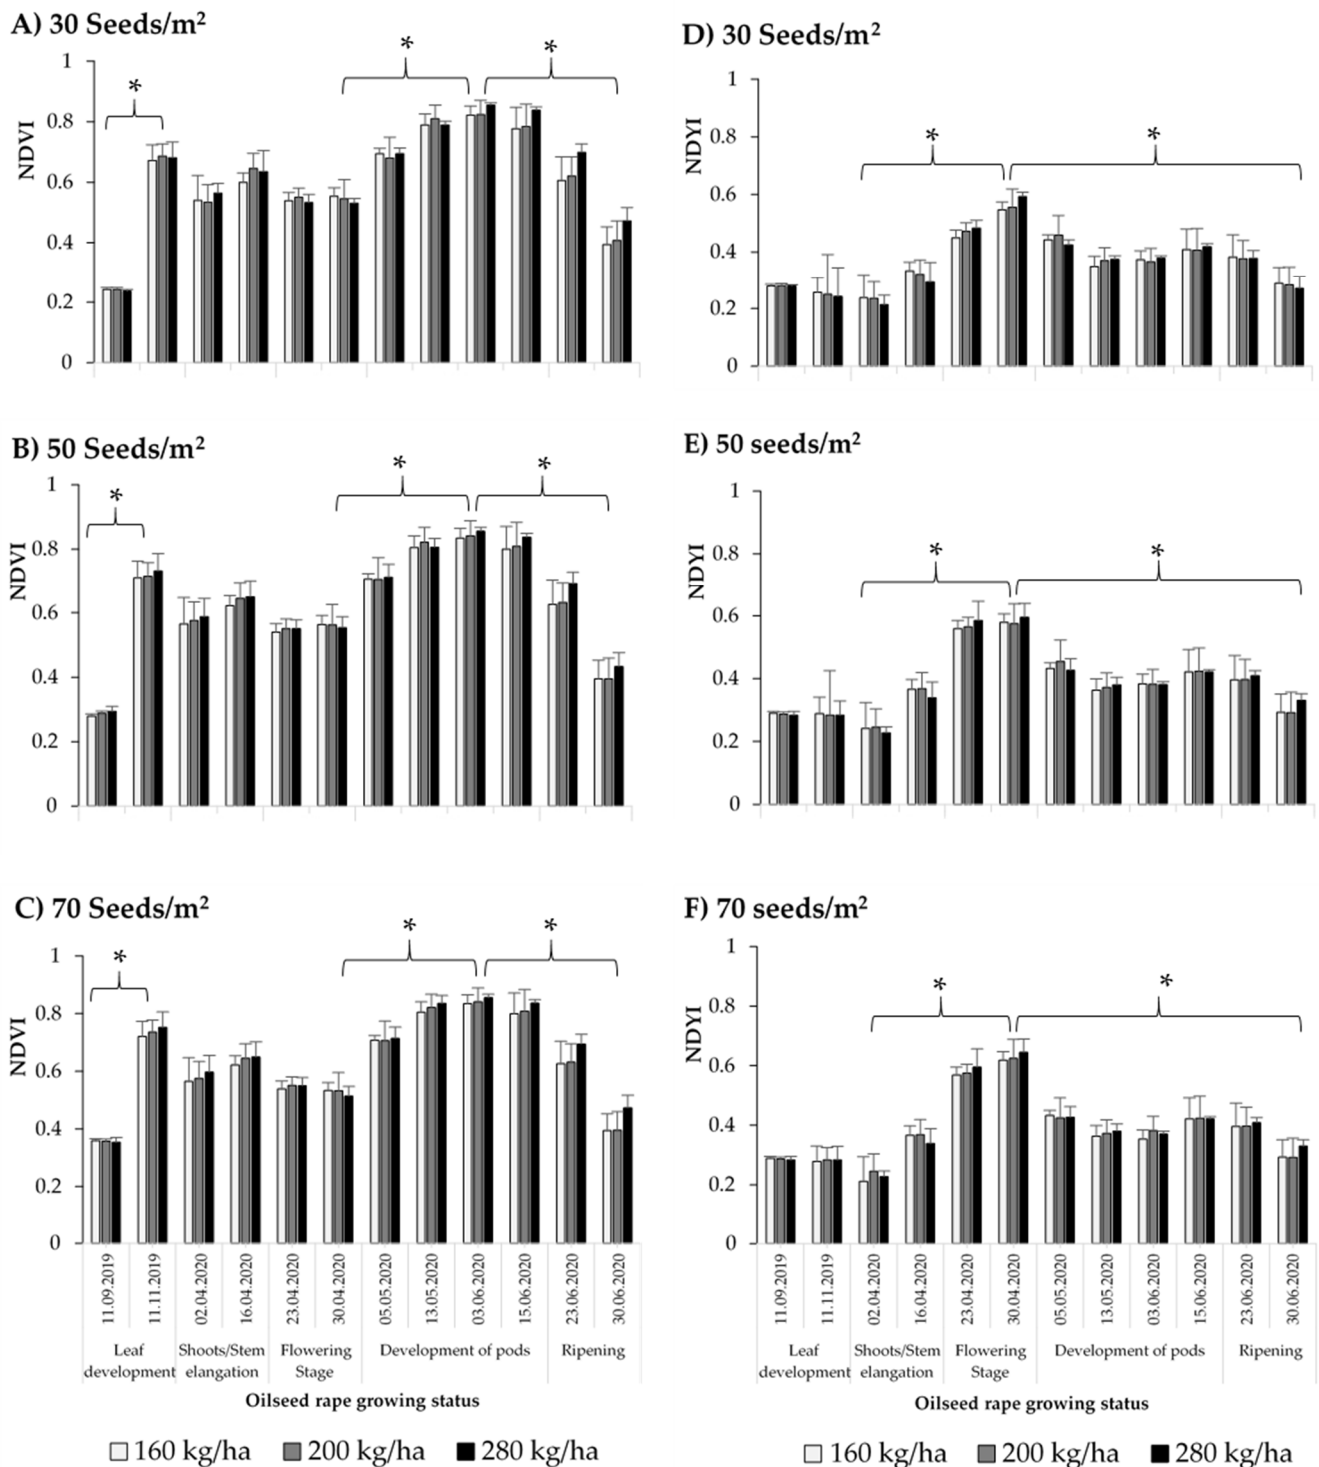 A) 30 Seeds/m²
*
*
*
NDVI
1
0.8
0.6
0.4
0.2
0
D) 30 Seeds/m²
*
*
NDYI
1
0.8
0.6
0.4
0.2
0
B) 50 Seeds/m²
*
*
*
NDVI
1
0.8
0.6
0.4
0.2
0
E) 50 seeds/m²
*
*
NDYI
1
0.8
0.6
0.4
0.2
0
C) 70 Seeds/m²
*
*
*
NDVI
1
0.8
0.6
0.4
0.2
0
11.09.2019
11.11.2019
02.04.2020
16.04.2020
23.04.2020
30.04.2020
05.05.2020
13.05.2020
03.06.2020
15.06.2020
23.06.2020
30.06.2020
Leaf
development
Shoots/Stem
elangation
Flowering
Stage
Development of pods
Ripening
Oilseed rape growing status
160 kg/ha
200 kg/ha
280 kg/ha
F) 70 seeds/m²
*
*
NDYI
1
0.8
0.6
0.4
0.2
0
11.09.2019
11.11.2019
02.04.2020
16.04.2020
23.04.2020
30.04.2020
05.05.2020
13.05.2020
03.06.2020
15.06.2020
23.06.2020
30.06.2020
Leaf
development
Shoots/Stem
elangation
Flowering
Stage
Development of pods
Ripening
Oilseed rape growing status
160 kg/ha
200 kg/ha
280 kg/ha